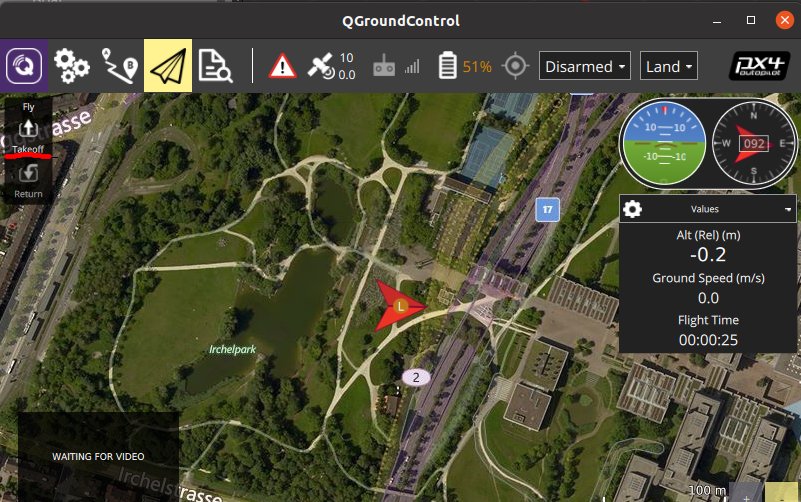 QGroundControl
10
0.0
51%
Disarmed
Land
px4
autopilot
Fly
Takeoff
Return
strasse
17
10 10
-10 -10
N
W 092 E
S
Values
Alt (Rel) (m)
-0.2
Ground Speed (m/s)
0.0
Flight Time
00:00:25
L
Irchelpark
2
WAITING FOR VIDEO
Irchelstrasse
100 m
+
-